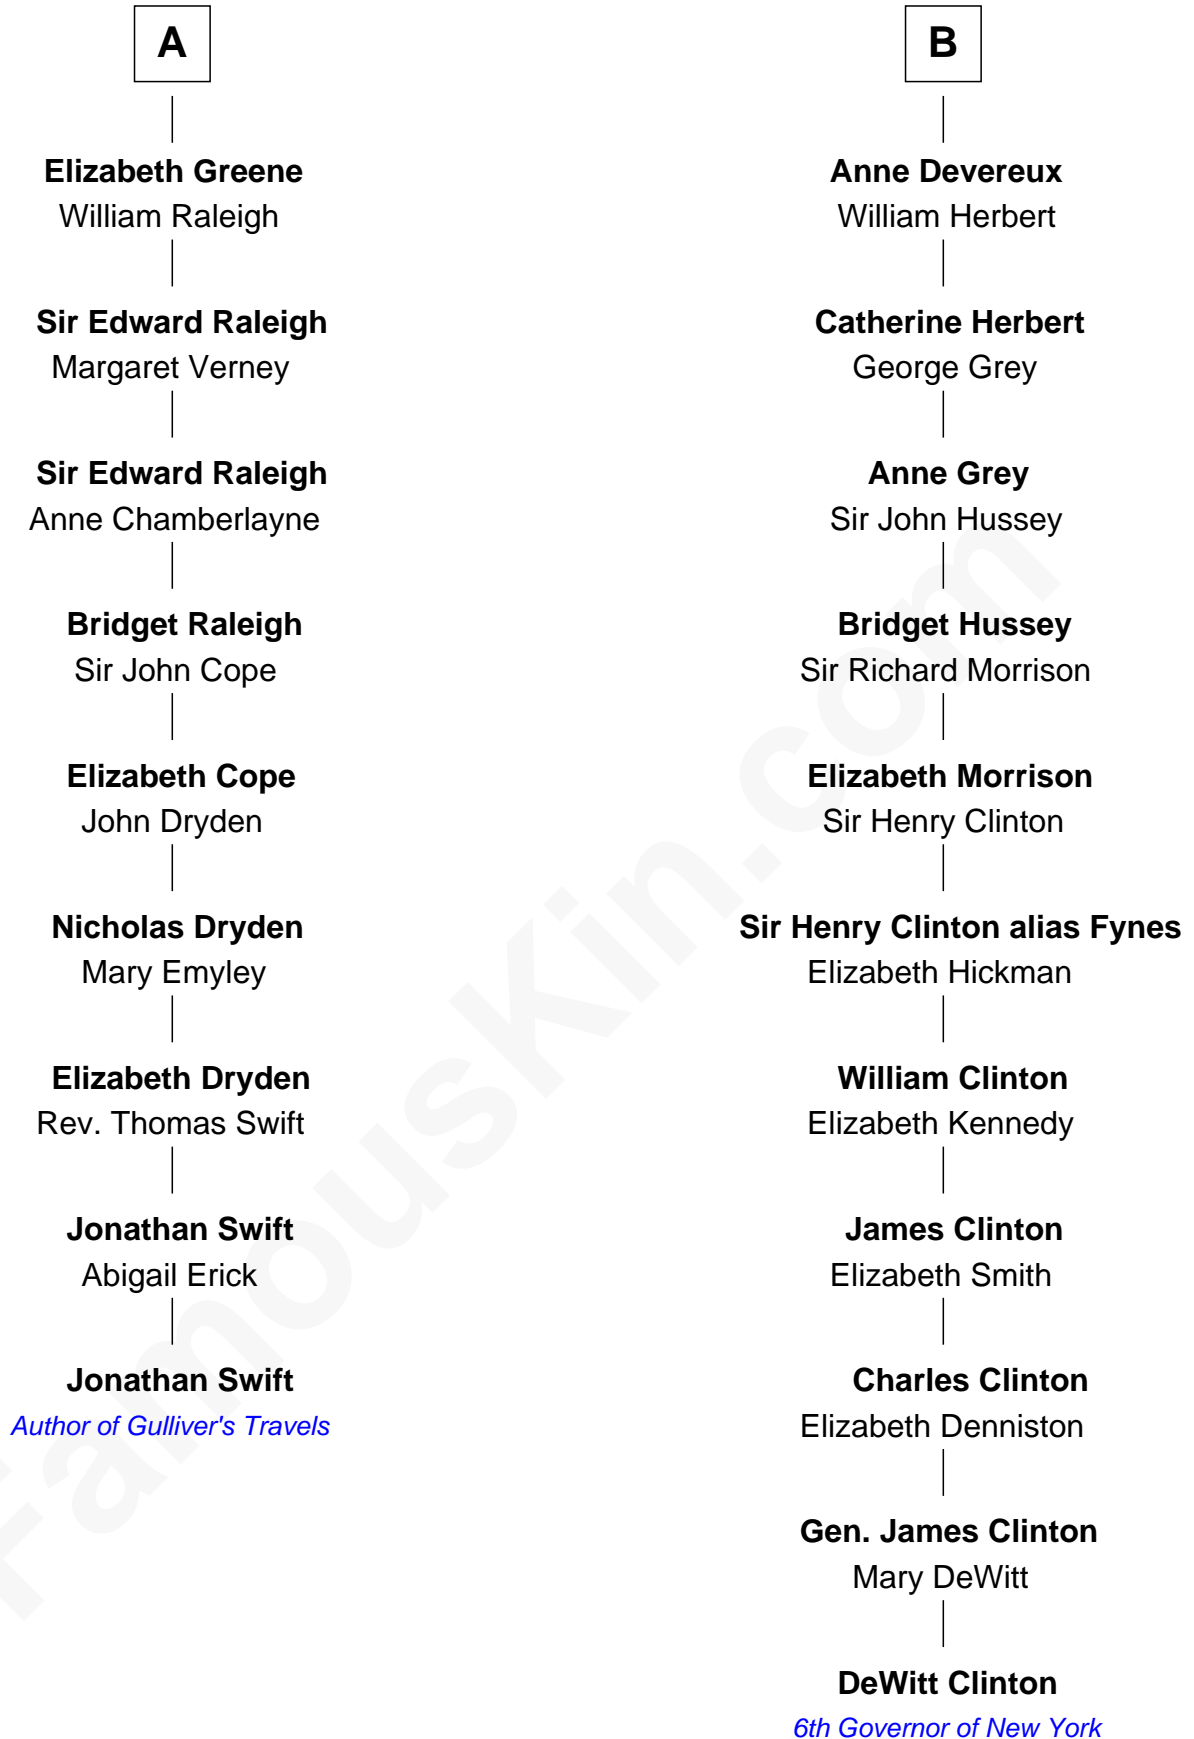 A
Elizabeth Greene
William Raleigh
Sir Edward Raleigh
Margaret Verney
Sir Edward Raleigh
Anne Chamberlayne
Bridget Raleigh
Sir John Cope
Elizabeth Cope
John Dryden
Nicholas Dryden
Mary Emyley
Elizabeth Dryden
Rev. Thomas Swift
Jonathan Swift
Abigail Erick
Jonathan Swift
Author of Gulliver's Travels
B
Anne Devereux
William Herbert
Catherine Herbert
George Grey
Anne Grey
Sir John Hussey
Bridget Hussey
Sir Richard Morrison
Elizabeth Morrison
Sir Henry Clinton
Sir Henry Clinton alias Fynes
Elizabeth Hickman
William Clinton
Elizabeth Kennedy
James Clinton
Elizabeth Smith
Charles Clinton
Elizabeth Denniston
Gen. James Clinton
Mary DeWitt
DeWitt Clinton
6th Governor of New York
FamousKin.com